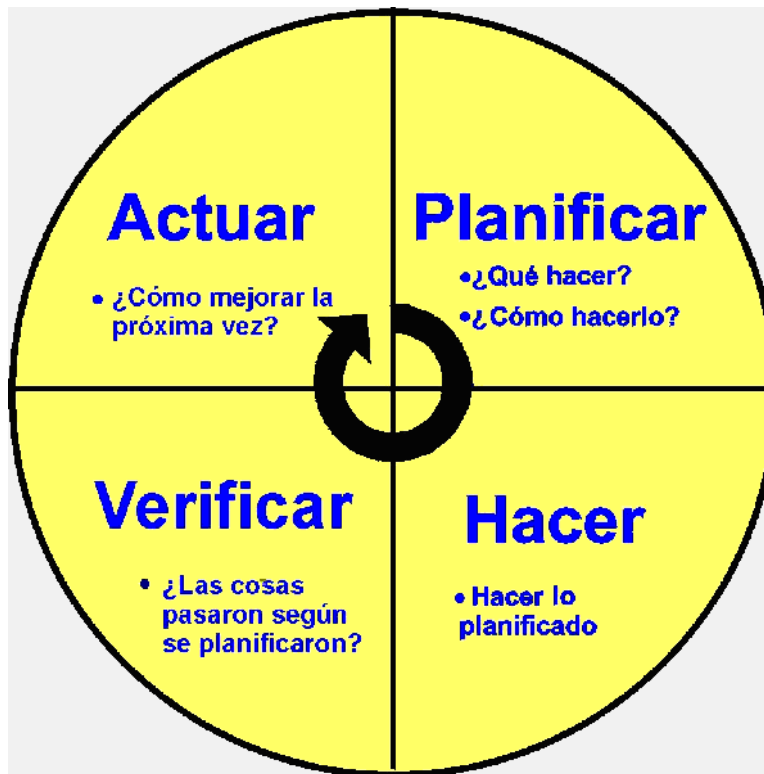 Actuar
• ¿Cómo mejorar la
próxima vez?
Planificar
•¿Qué hacer?
•¿Cómo hacerlo?
Verificar
• ¿Las cosas
pasaron según
se planificaron?
Hacer
• Hacer lo
planificado